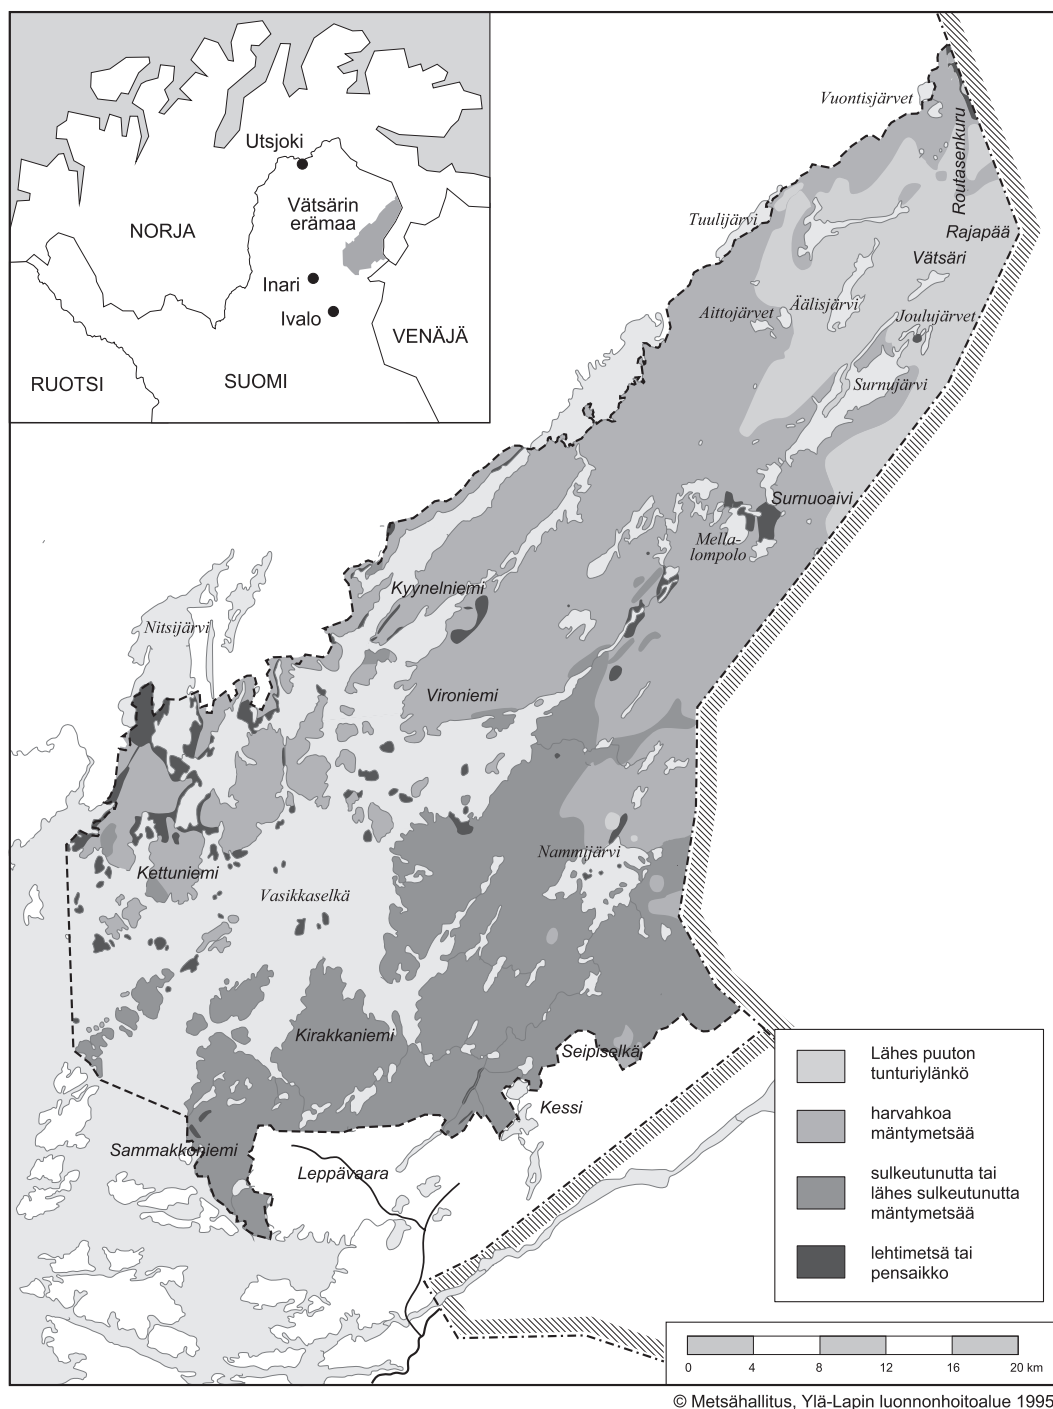 Utsjoki
Vätsärin
erämaa
NORJA
Inari
Ivalo
VENÄJÄ
RUOTSI
SUOMI
Vuontisjärvet
Routasenkuru
Tuulijärvi
Rajapää
Vätsäri
Aittojärvet
Äälisjärvi
Joulujärvet
Surnujärvi
Surnuoaivi
Mella-
lompolo
Kyynelniemi
Nitsijärvi
Vironiemi
Nammijärvi
Kettuniemi
Vasikkaselkä
Kirakkaniemi
Seipiselkä
Kessi
Sammakkoniemi
Leppävaara
Lähes puuton
tunturiylänkö
harvahkoa
mäntymetsää
sulkeutunutta tai
lähes sulkeutunutta
mäntymetsää
lehtimetsä tai
pensaikko
0 4 8 12 16 20 km
© Metsähallitus, Ylä-Lapin luonnonhoitoalue 1995